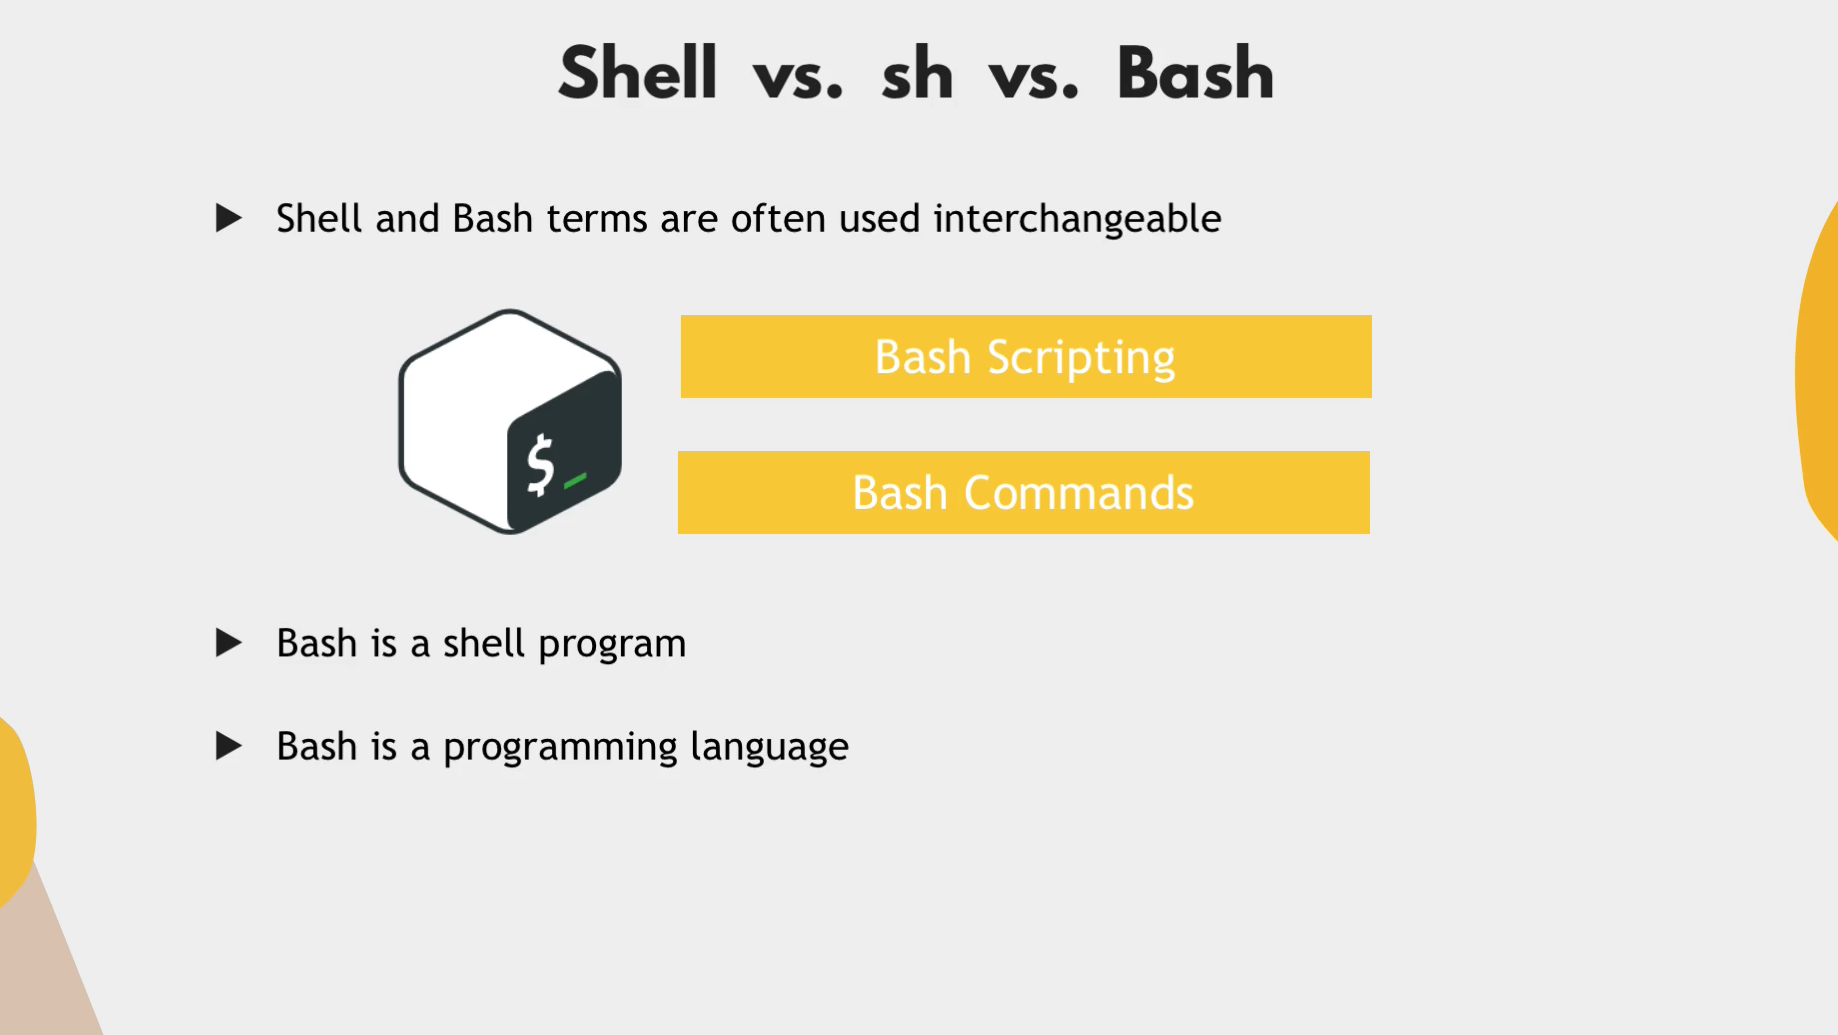 Shell vs. sh vs. Bash
Shell and Bash terms are often used interchangeable
Bash Scripting
$_
Bash Commands
Bash is a shell program
Bash is a programming language